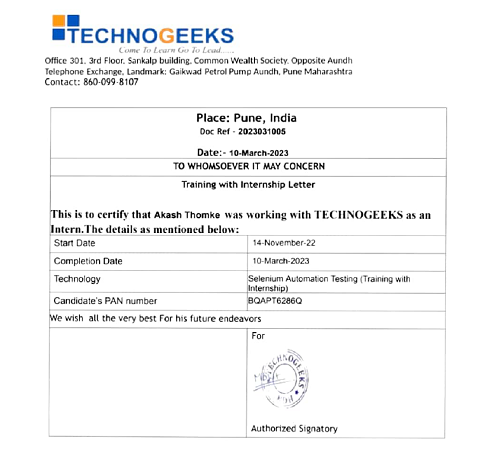 TECHNOGEEKS
Come To Learn Go To Lead.....
Office 301, 3rd Floor, Sankalp building, Common Wealth Society, Opposite Aundh
Telephone Exchange, Landmark: Gaikwad Petrol Pump Aundh, Pune Maharashtra
Contact: 860-099-8107
Place: Pune, India
Doc Ref - 2023031005
Date:- 10-March-2023
TO WHOMSOEVER IT MAY CONCERN
Training with Internship Letter
This is to certify that Akash Thomke was working with TECHNOGEEKS as an
Intern.The details as mentioned below:
Start Date 14-November-22
Completion Date 10-March-2023
Technology Selenium Automation Testing (Training with
Internship)
Candidate's PAN number BQAPT6286Q
We wish all the very best For his future endeavors
For
TECHNOGEEKS
Authorized Signatory